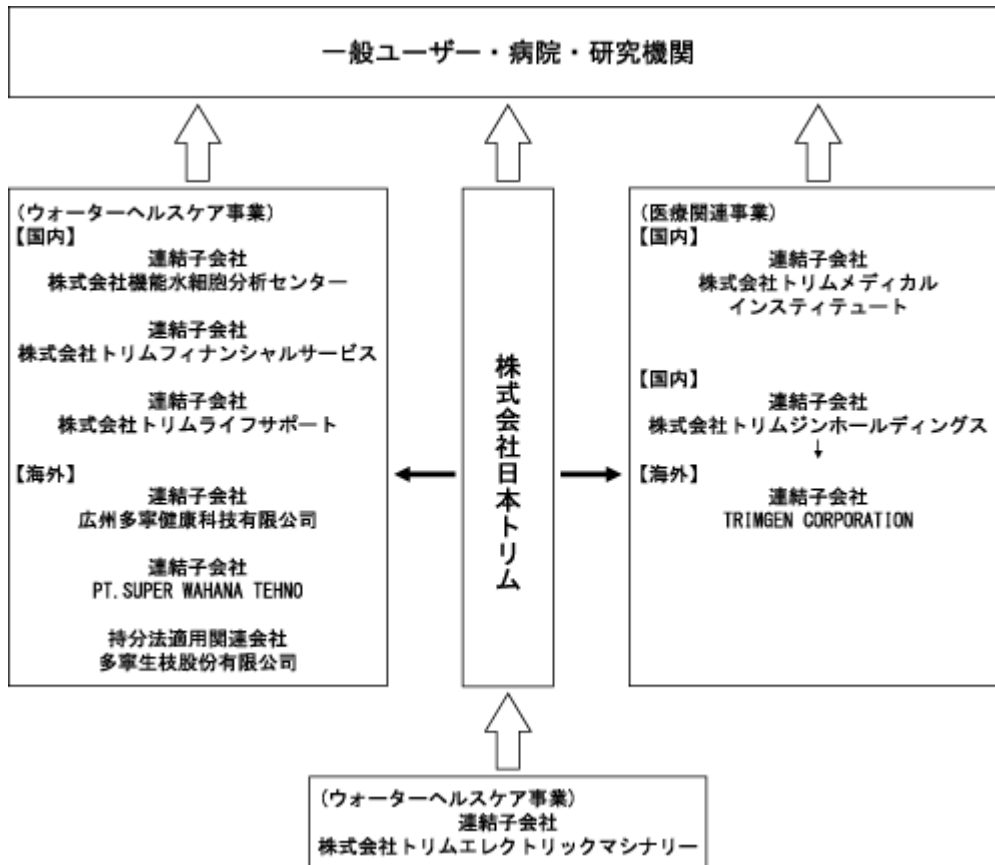 一般ユーザー・病院・研究機関
(ウォーターヘルスケア事業)
【国内】
連結子会社
株式会社機能水細胞分析センター
連結子会社
株式会社トリムフィナンシャルサービス
連結子会社
株式会社トリムライフサポート
【海外】
連結子会社
広州多寧健康科技有限公司
連結子会社
PT.SUPER WAHANA TEHNO
持分法適用関連会社
多寧生技股份有限公司
株式会社日本トリム
(医療関連事業)
【国内】
連結子会社
株式会社トリムメディカル
インスティテュート
【国内】
連結子会社
株式会社トリムジンホールディングス
【海外】
連結子会社
TRIMGEN CORPORATION
(ウォーターヘルスケア事業)
連結子会社
株式会社トリムエレクトリックマシナリー